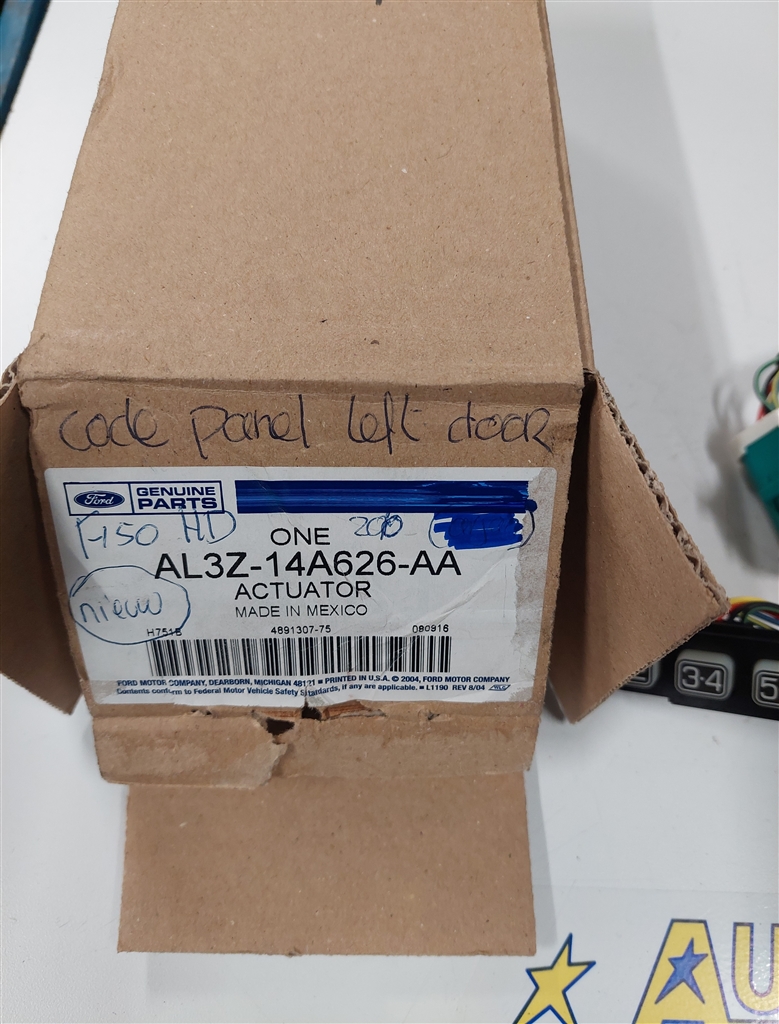 code panel left door
Ford GENUINE PARTS
F-150 HD
ONE
200
AL3Z-14A626-AA
ACTUATOR
nieuw
MADE IN MEXICO
H751B 4891307-75 080916
FORD MOTOR COMPANY, DEARBORN, MICHIGAN 48121 ■ PRINTED IN U.S.A. © 2004, FORD MOTOR COMPANY
Contents conform to Federal Motor Vehicle Safety Standards, if any are applicable. ■ L1190 REV 8/04
3·4
5
AU